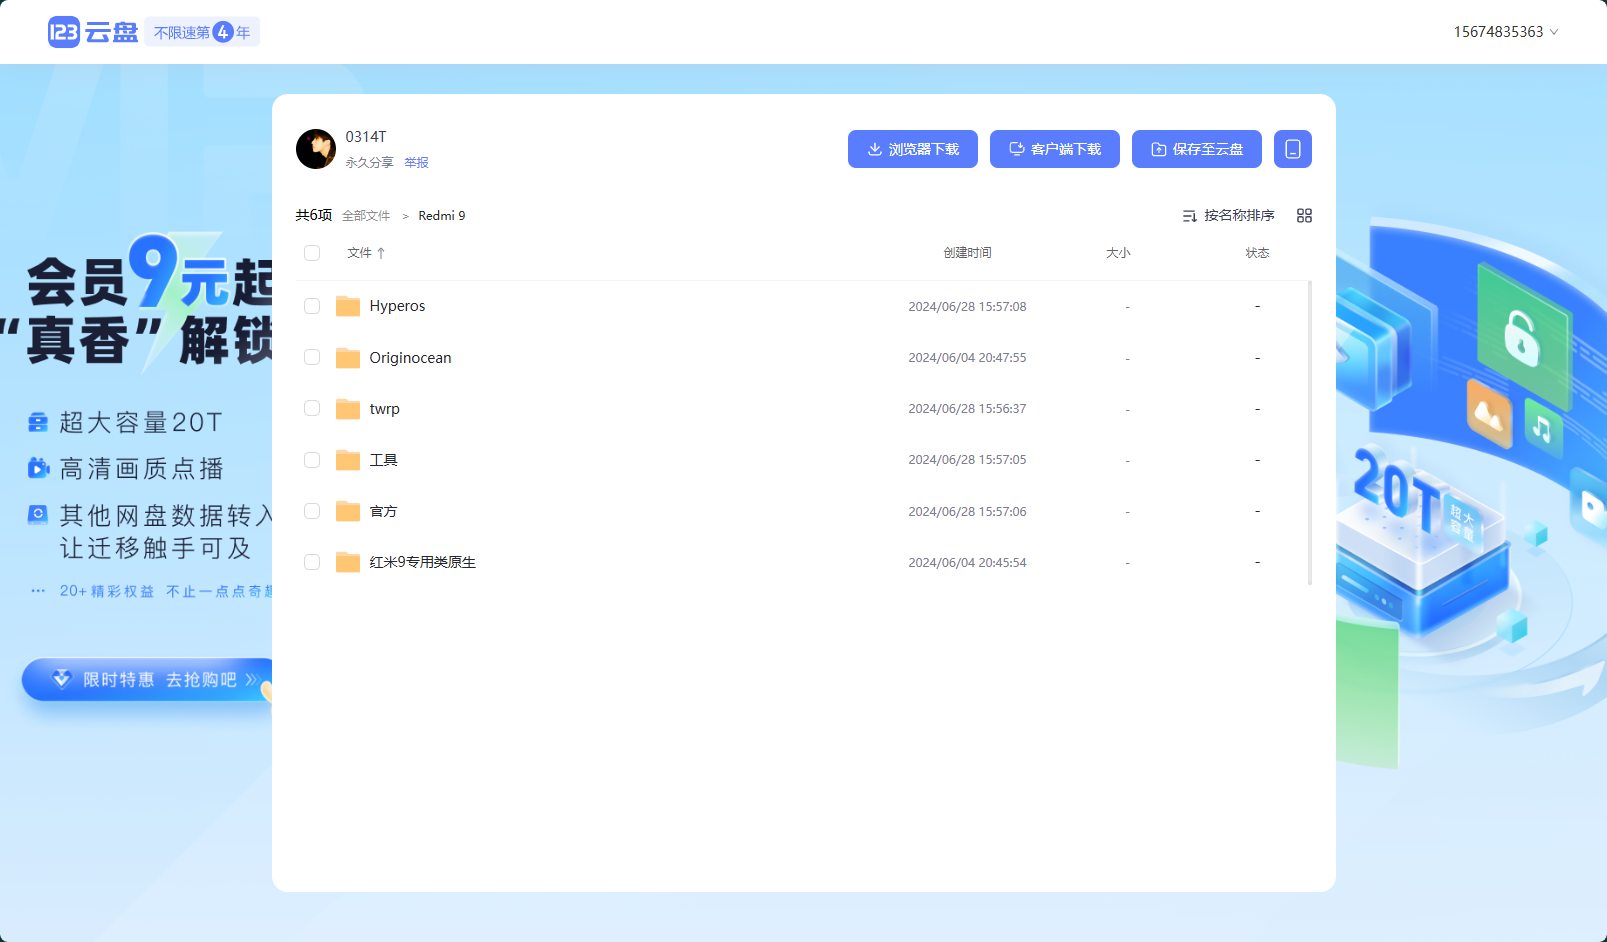 123云盘 不限速第4年
15674835363
0314T
永久分享 举报
浏览器下载 客户端下载 保存至云盘
共6项 全部文件 > Redmi 9
按名称排序
文件 ↑ 创建时间 大小 状态
Hyperos 2024/06/28 15:57:08 - -
Originocean 2024/06/04 20:47:55 - -
twrp 2024/06/28 15:56:37 - -
工具 2024/06/28 15:57:05 - -
官方 2024/06/28 15:57:06 - -
红米9专用类原生 2024/06/04 20:45:54 - -
会员9元起
“真香”解锁
超大容量20T
高清画质点播
其他网盘数据转入
让迁移触手可及
··· 20+精彩权益 不止一点点奇趣
限时特惠 去抢购吧 »
20T
超大
容量